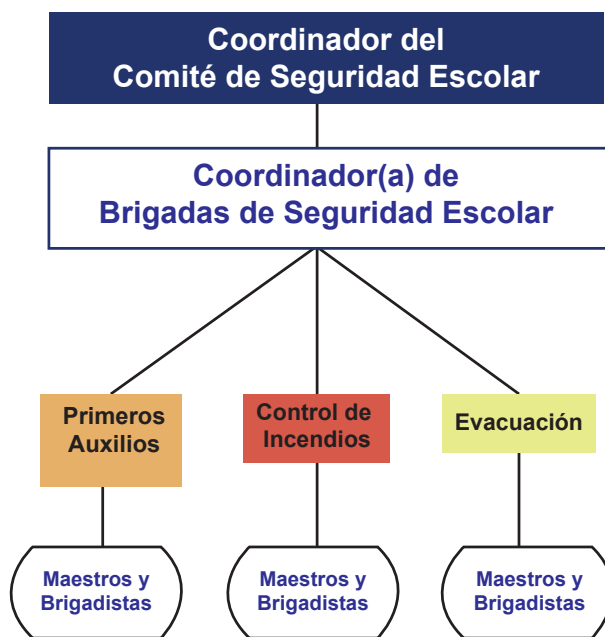 Coordinador del
Comité de Seguridad Escolar
Coordinador(a) de
Brigadas de Seguridad Escolar
Primeros
Auxilios
Control de
Incendios
Evacuación
Maestros y
Brigadistas
Maestros y
Brigadistas
Maestros y
Brigadistas